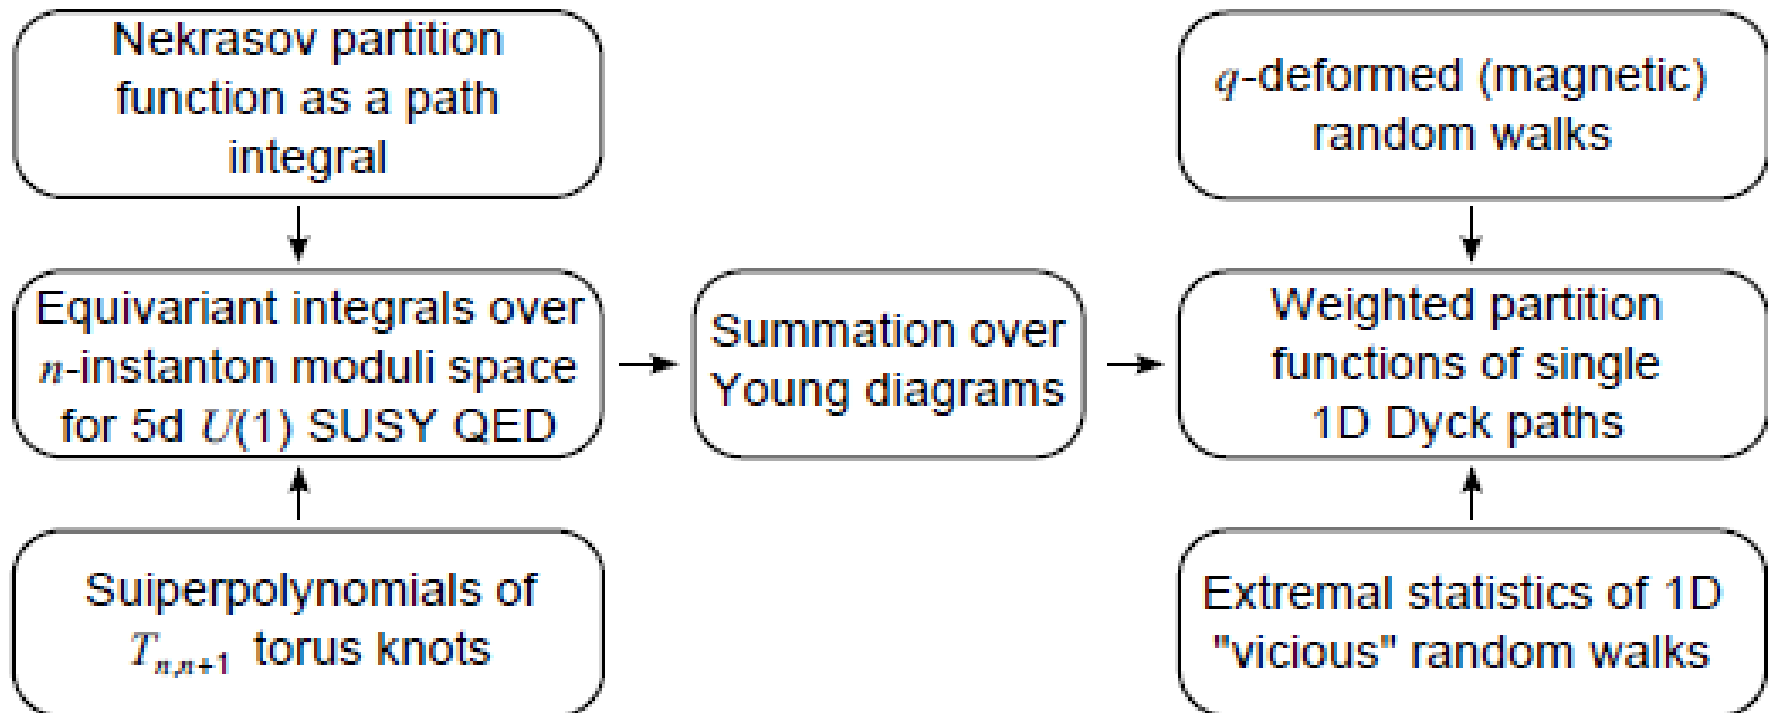 Nekrasov partition
function as a path
integral
q-deformed (magnetic)
random walks
Equivariant integrals over
n-instanton moduli space
for 5d U(1) SUSY QED
Summation over
Young diagrams
Weighted partition
functions of single
1D Dyck paths
Suiperpolynomials of
T_{n,n+1} torus knots
Extremal statistics of 1D
"vicious" random walks